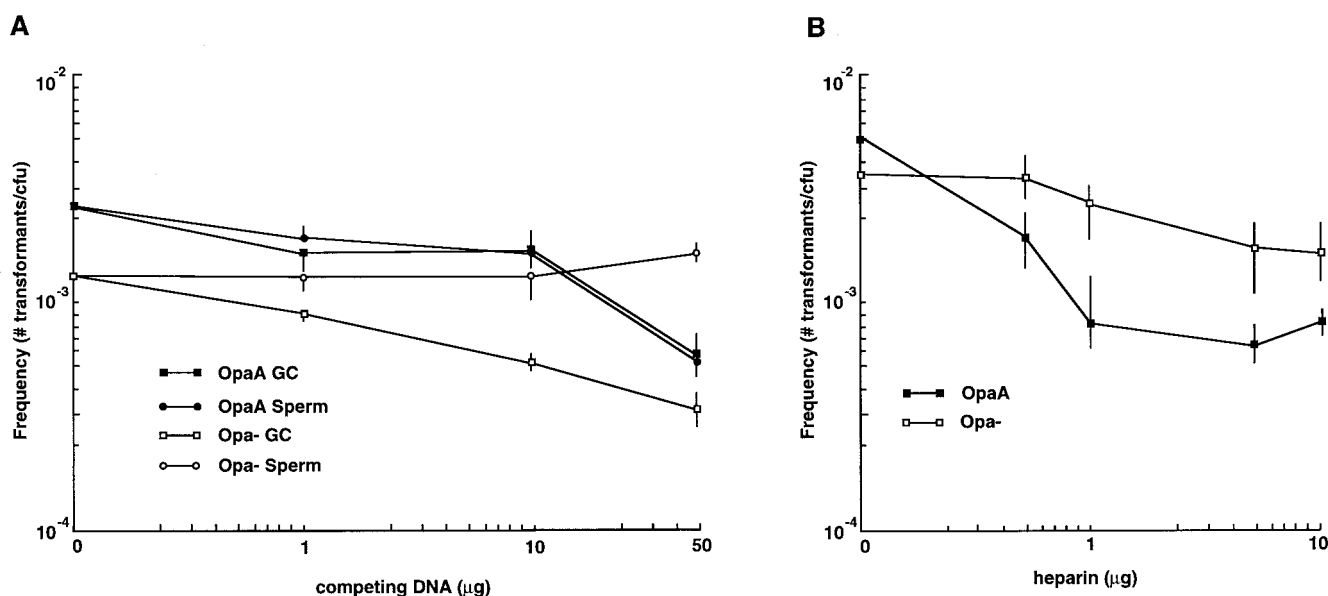 A
10-2
10-3
10-4
Frequency (# transformants/cfu)
OpaA GC
OpaA Sperm
Opa- GC
Opa- Sperm
0 1 10 50
competing DNA (µg)
B
10-2
10-3
10-4
Frequency (# transformants/cfu)
OpaA
Opa-
0 1 10
heparin (µg)